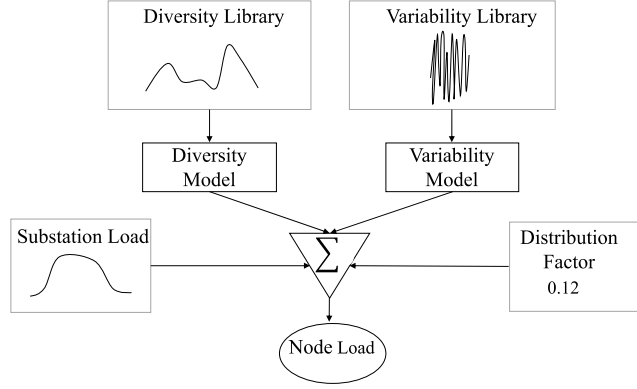 Diversity Library
Variability Library
Diversity
Model
Variability
Model
Substation Load
∑
Distribution
Factor
0.12
Node Load